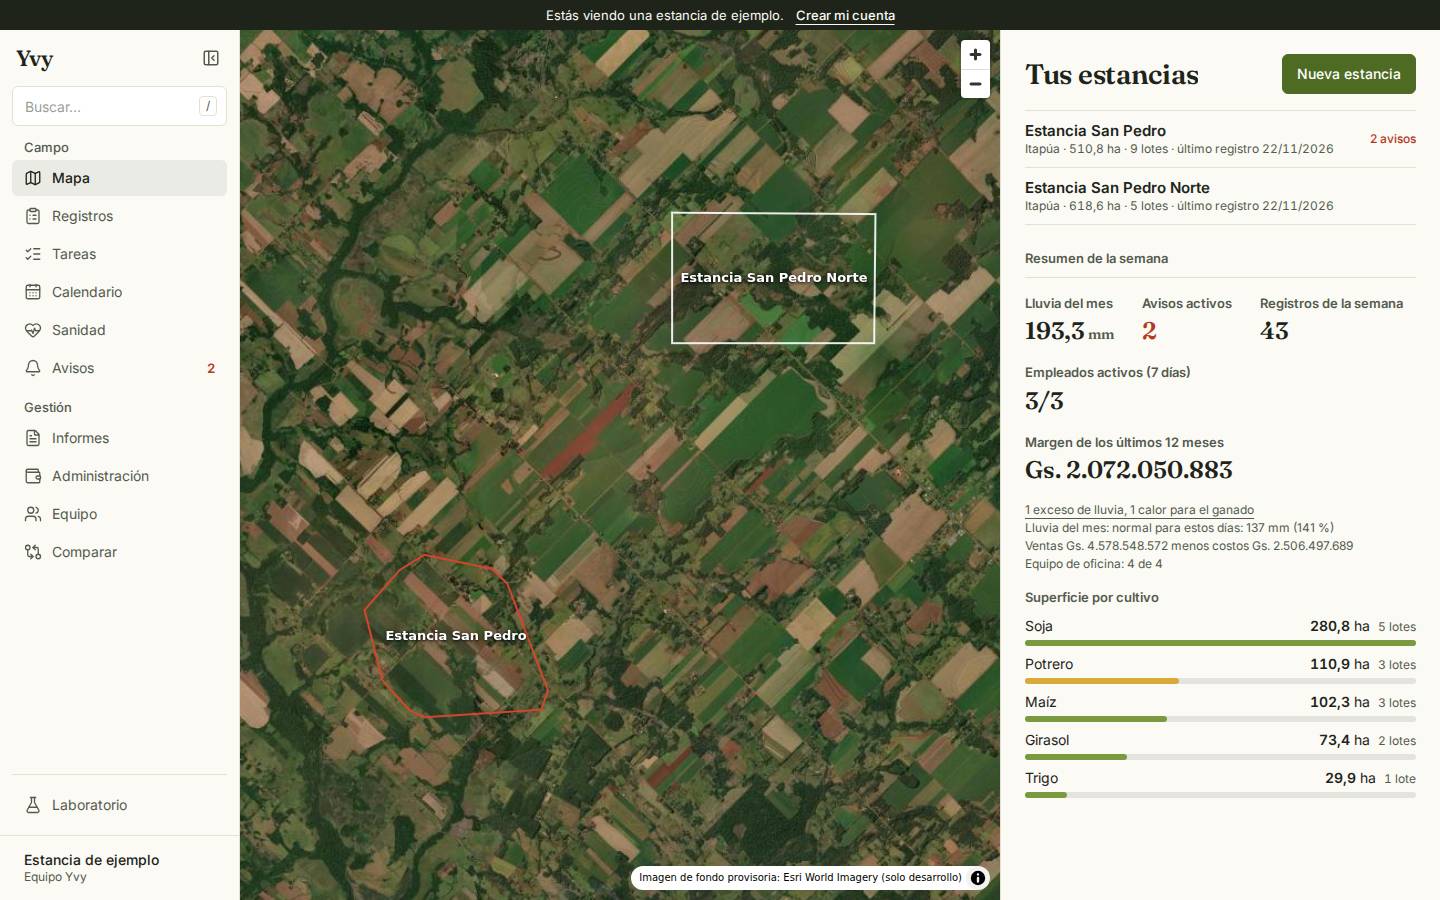 Estás viendo una estancia de ejemplo. Crear mi cuenta
Yvy
Buscar... /
Campo
Mapa
Registros
Tareas
Calendario
Sanidad
Avisos 2
Gestión
Informes
Administración
Equipo
Comparar
Laboratorio
Estancia de ejemplo
Equipo Yvy
+
−
Estancia San Pedro Norte
Estancia San Pedro
Imagen de fondo provisoria: Esri World Imagery (solo desarrollo)
Tus estancias
Nueva estancia
Estancia San Pedro
Itapúa · 510,8 ha · 9 lotes · último registro 22/11/2026
2 avisos
Estancia San Pedro Norte
Itapúa · 618,6 ha · 5 lotes · último registro 22/11/2026
Resumen de la semana
Lluvia del mes Avisos activos Registros de la semana
193,3 mm 2 43
Empleados activos (7 días)
3/3
Margen de los últimos 12 meses
Gs. 2.072.050.883
1 exceso de lluvia, 1 calor para el ganado
Lluvia del mes: normal para estos días: 137 mm (141 %)
Ventas Gs. 4.578.548.572 menos costos Gs. 2.506.497.689
Equipo de oficina: 4 de 4
Superficie por cultivo
Soja 280,8 ha 5 lotes
Potrero 110,9 ha 3 lotes
Maíz 102,3 ha 3 lotes
Girasol 73,4 ha 2 lotes
Trigo 29,9 ha 1 lote